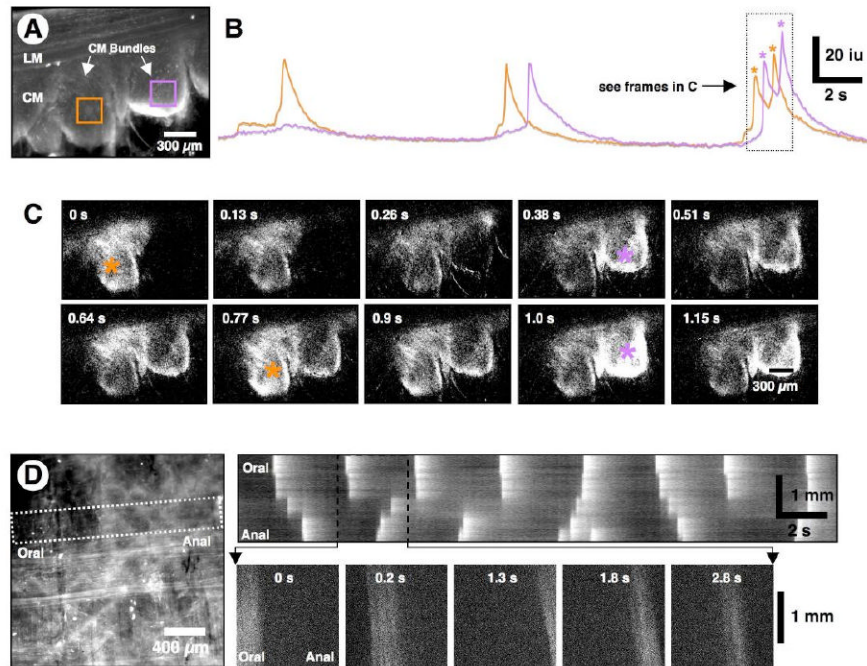 A
LM
CM Bundles
CM
300 µm
B
see frames in C
20 iu
2 s
C
0 s
0.13 s
0.26 s
0.38 s
0.51 s
0.64 s
0.77 s
0.9 s
1.0 s
1.15 s
300 µm
D
Oral
Anal
400 µm
Oral
Anal
1 mm
2 s
0 s
0.2 s
1.3 s
1.8 s
2.8 s
Oral
Anal
1 mm